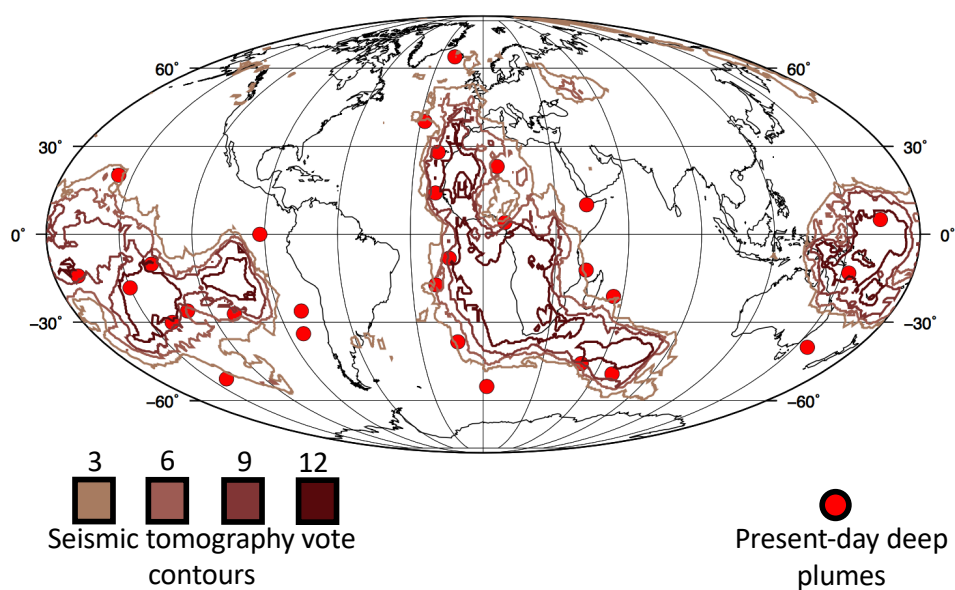 60˚ 60˚
30˚ 30˚
0˚ 0˚
−30˚ −30˚
−60˚ −60˚
3 6 9 12
Seismic tomography vote
contours
Present-day deep
plumes